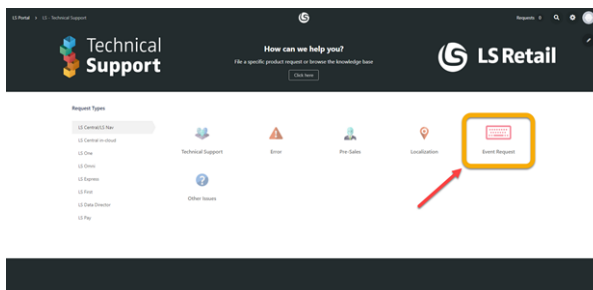 LS Portal > LS - Technical Support
Requests 0
Technical
Support
How can we help you?
File a specific product request or browse the knowledge base
Click here
LS Retail
Request Types
LS Central/LS Nav
LS Central-in-cloud
LS One
LS Omni
LS Express
LS First
LS Data Director
LS Pay
Technical Support
Error
Pre-Sales
Localization
Event Request
Other Issues